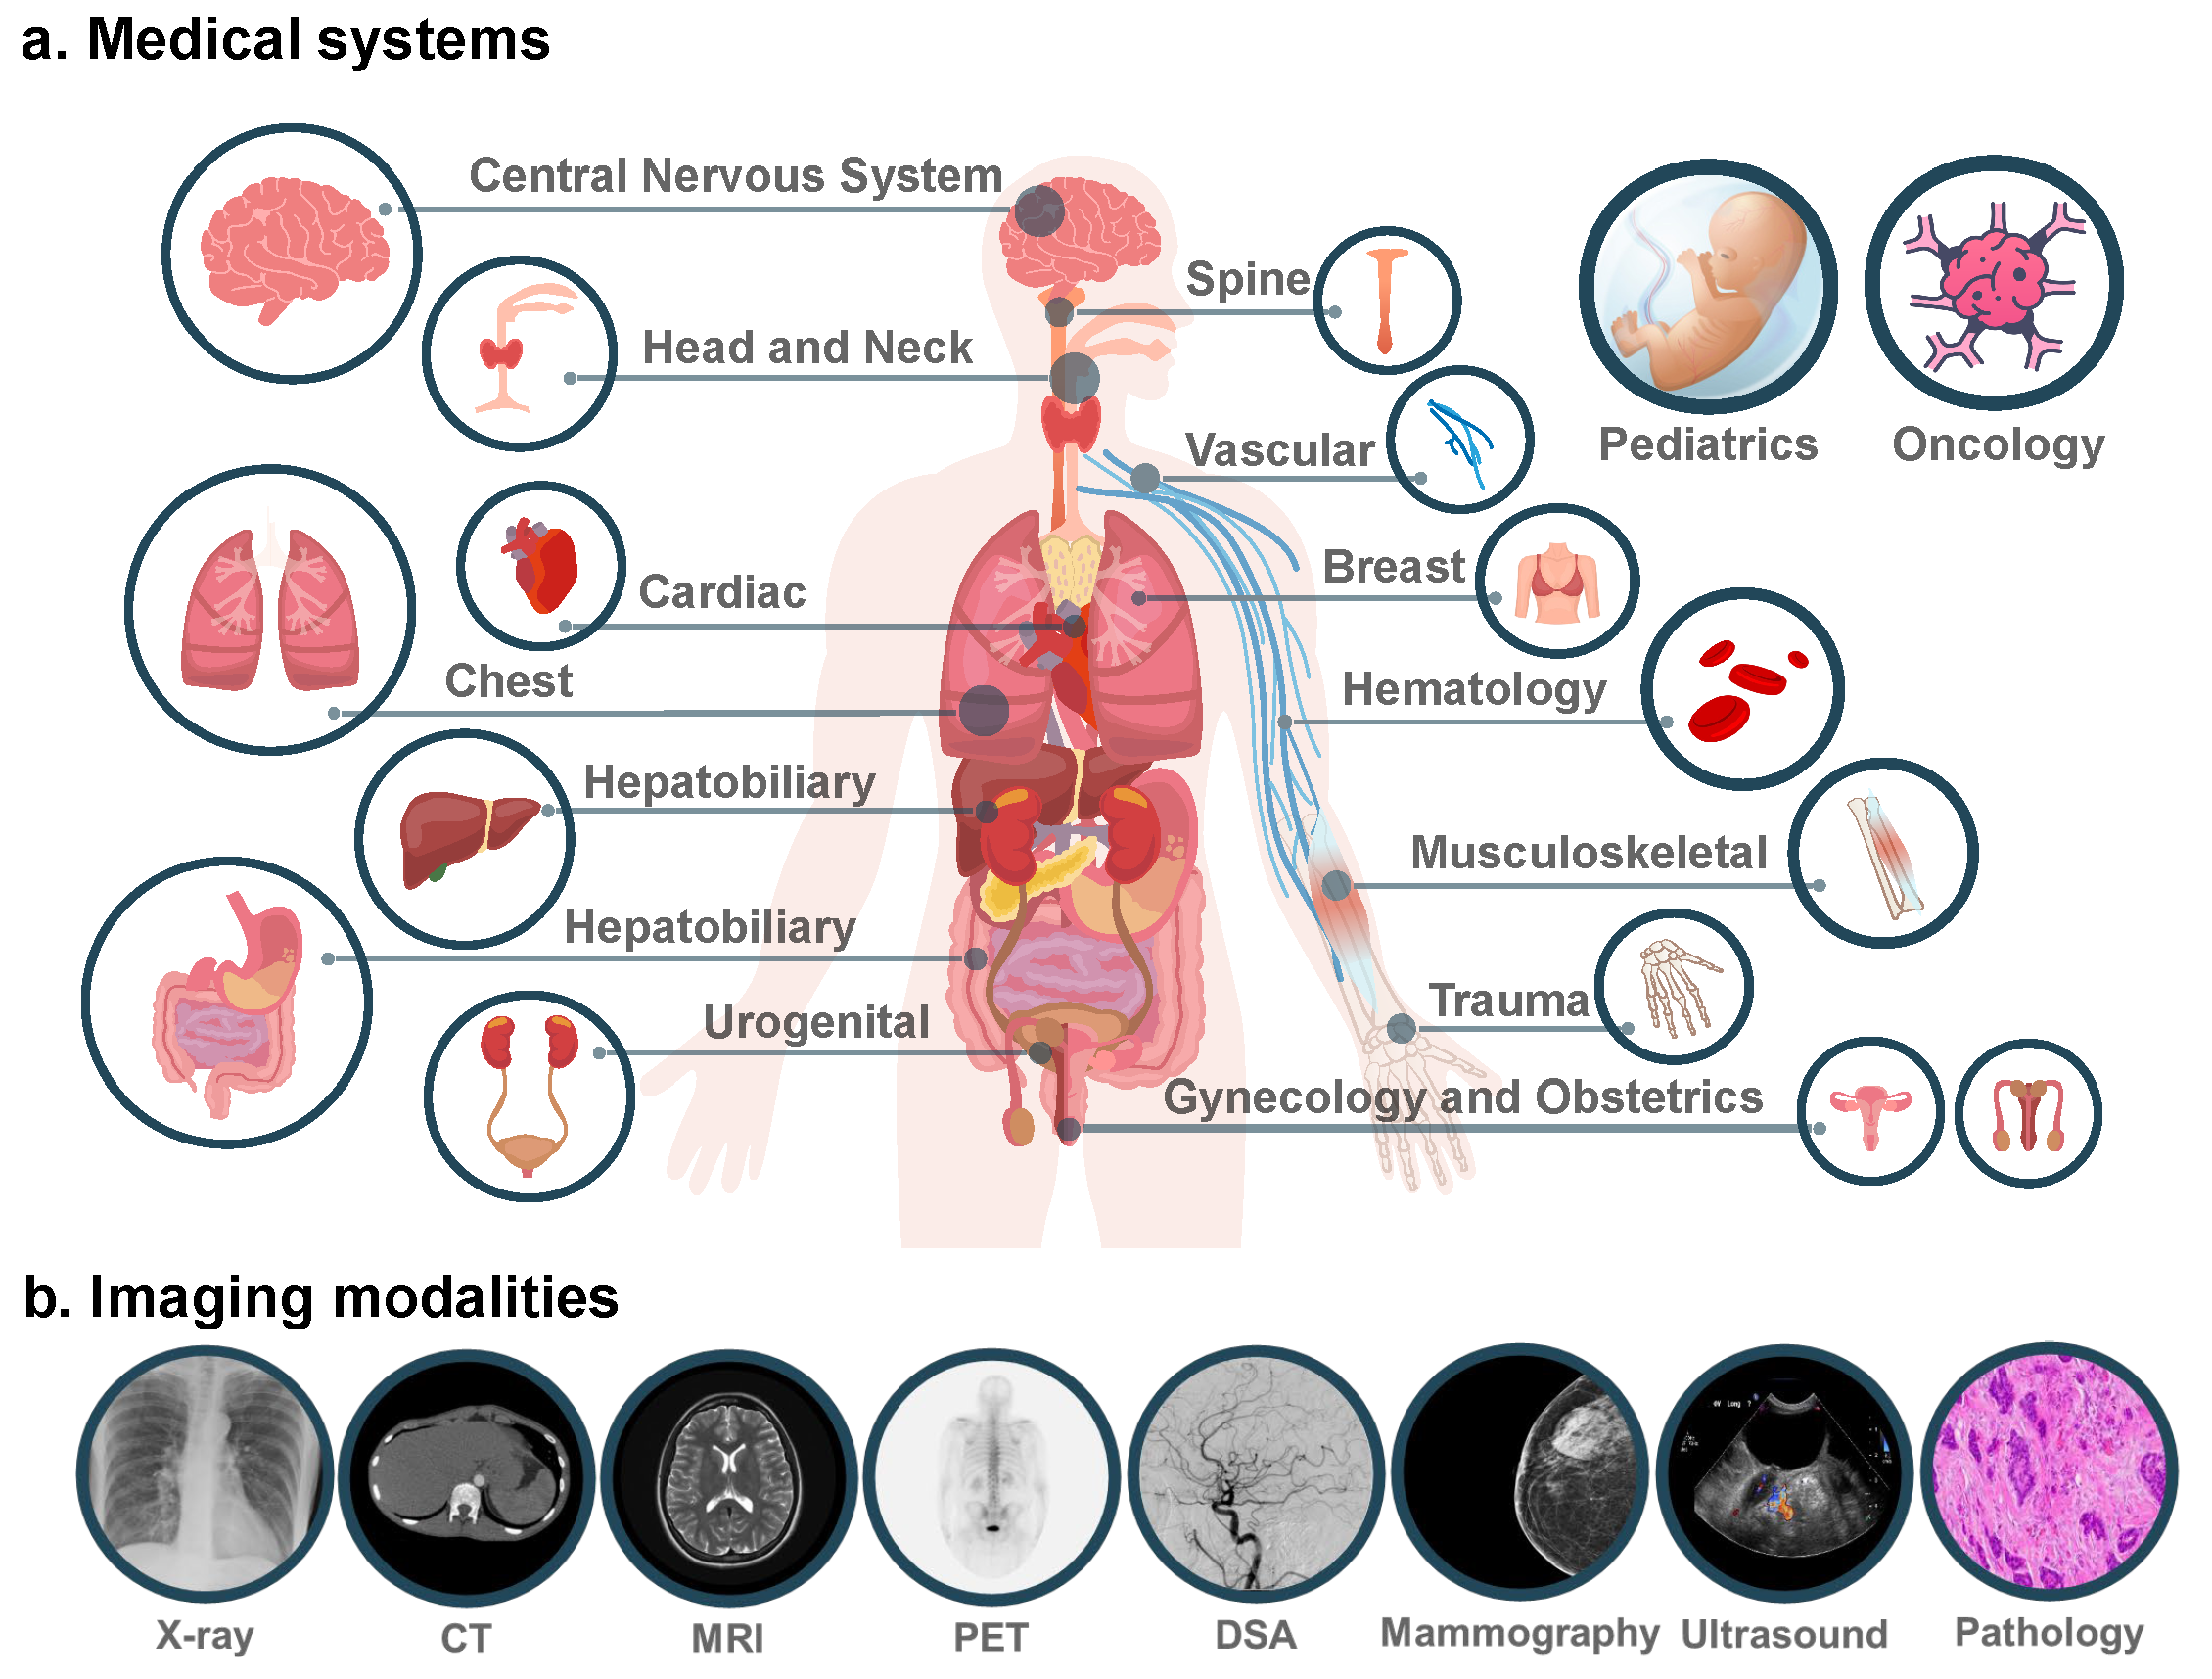 a. Medical systems
Central Nervous System
Head and Neck
Spine
Vascular
Pediatrics
Oncology
Cardiac
Breast
Chest
Hematology
Hepatobiliary
Musculoskeletal
Hepatobiliary
Urogenital
Trauma
Gynecology and Obstetrics
b. Imaging modalities
Long
X-ray
CT
MRI
PET
DSA
Mammography
Ultrasound
Pathology